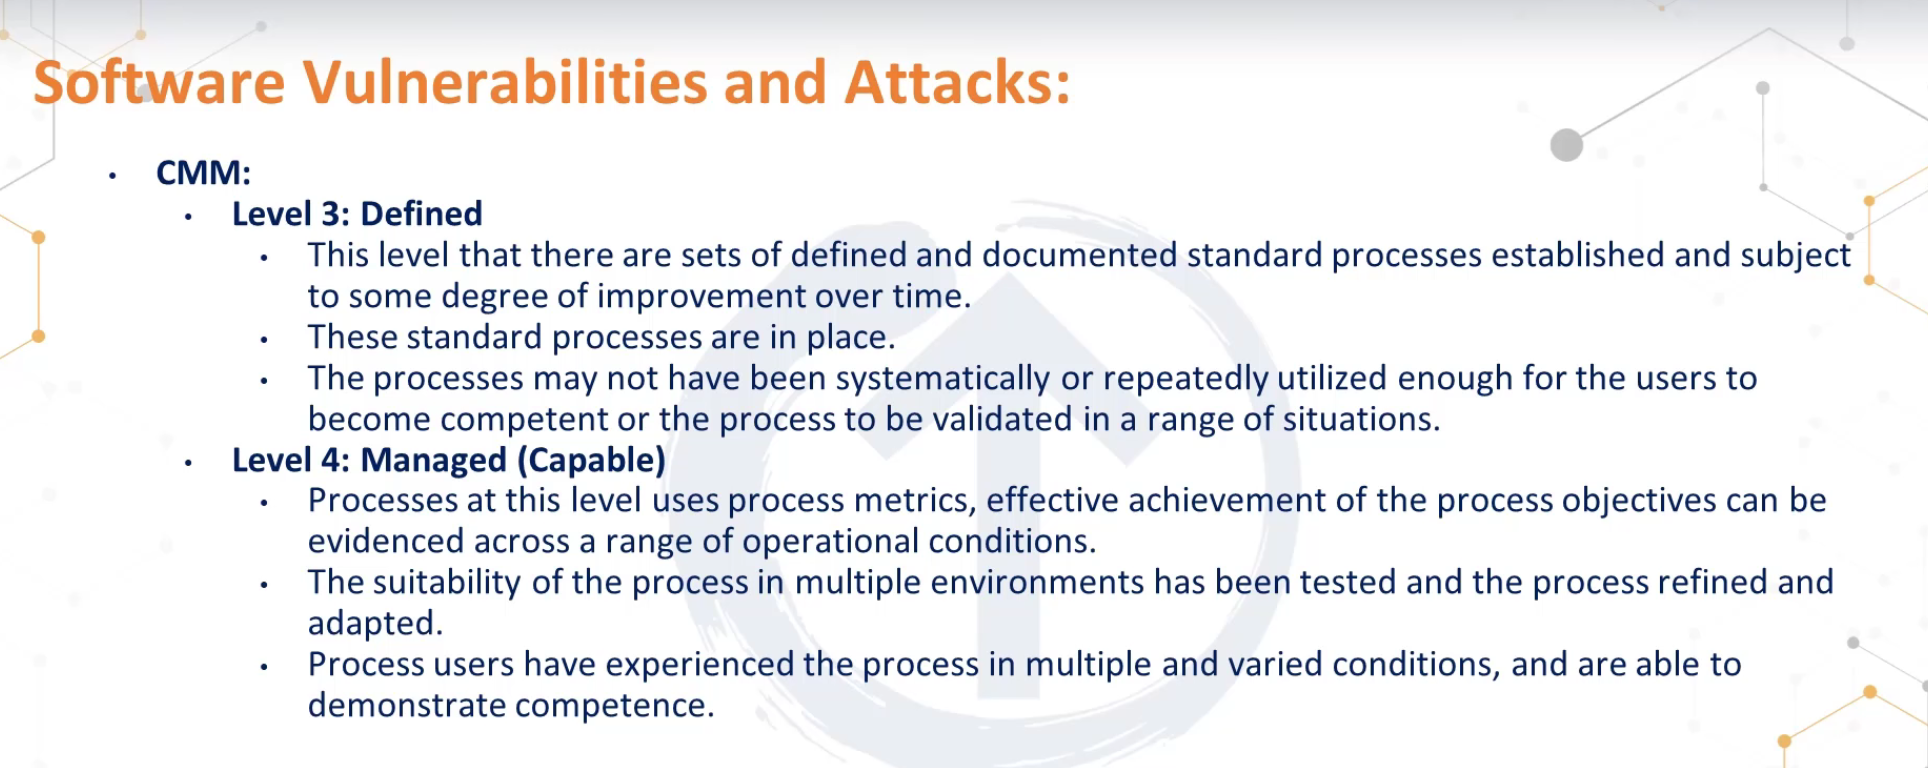 Software Vulnerabilities and Attacks:
• CMM:
• Level 3: Defined
• This level that there are sets of defined and documented standard processes established and subject
to some degree of improvement over time.
• These standard processes are in place.
• The processes may not have been systematically or repeatedly utilized enough for the users to
become competent or the process to be validated in a range of situations.
• Level 4: Managed (Capable)
• Processes at this level uses process metrics, effective achievement of the process objectives can be
evidenced across a range of operational conditions.
• The suitability of the process in multiple environments has been tested and the process refined and
adapted.
• Process users have experienced the process in multiple and varied conditions, and are able to
demonstrate competence.